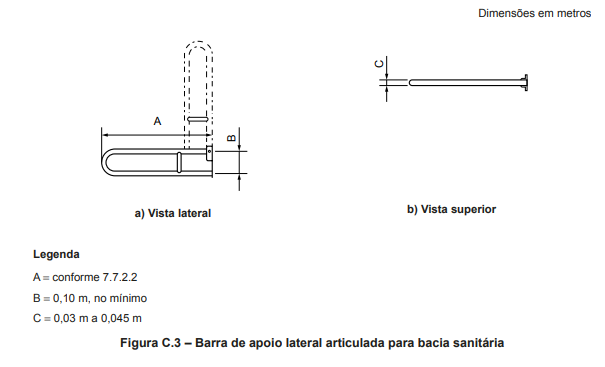 Dimensões em metros
C
A
B
a) Vista lateral
b) Vista superior
Legenda
A = conforme 7.7.2.2
B = 0,10 m, no mínimo
C = 0,03 m a 0,045 m
Figura C.3 – Barra de apoio lateral articulada para bacia sanitária